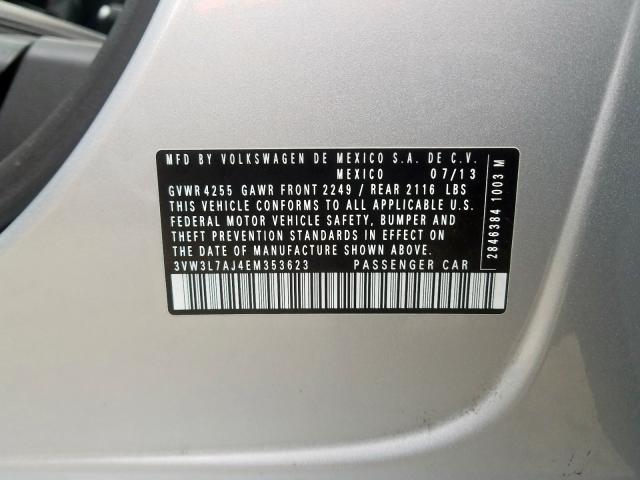 MFD BY VOLKSWAGEN DE MEXICO S.A. DE C.V.
MEXICO 07/13
GVWR 4255 GAWR FRONT 2249 / REAR 2116 LBS
THIS VEHICLE CONFORMS TO ALL APPLICABLE U.S.
FEDERAL MOTOR VEHICLE SAFETY, BUMPER AND
THEFT PREVENTION STANDARDS IN EFFECT ON
THE DATE OF MANUFACTURE SHOWN ABOVE.
3VW3L7AJ4EM353623 PASSENGER CAR
2846384 1003 M